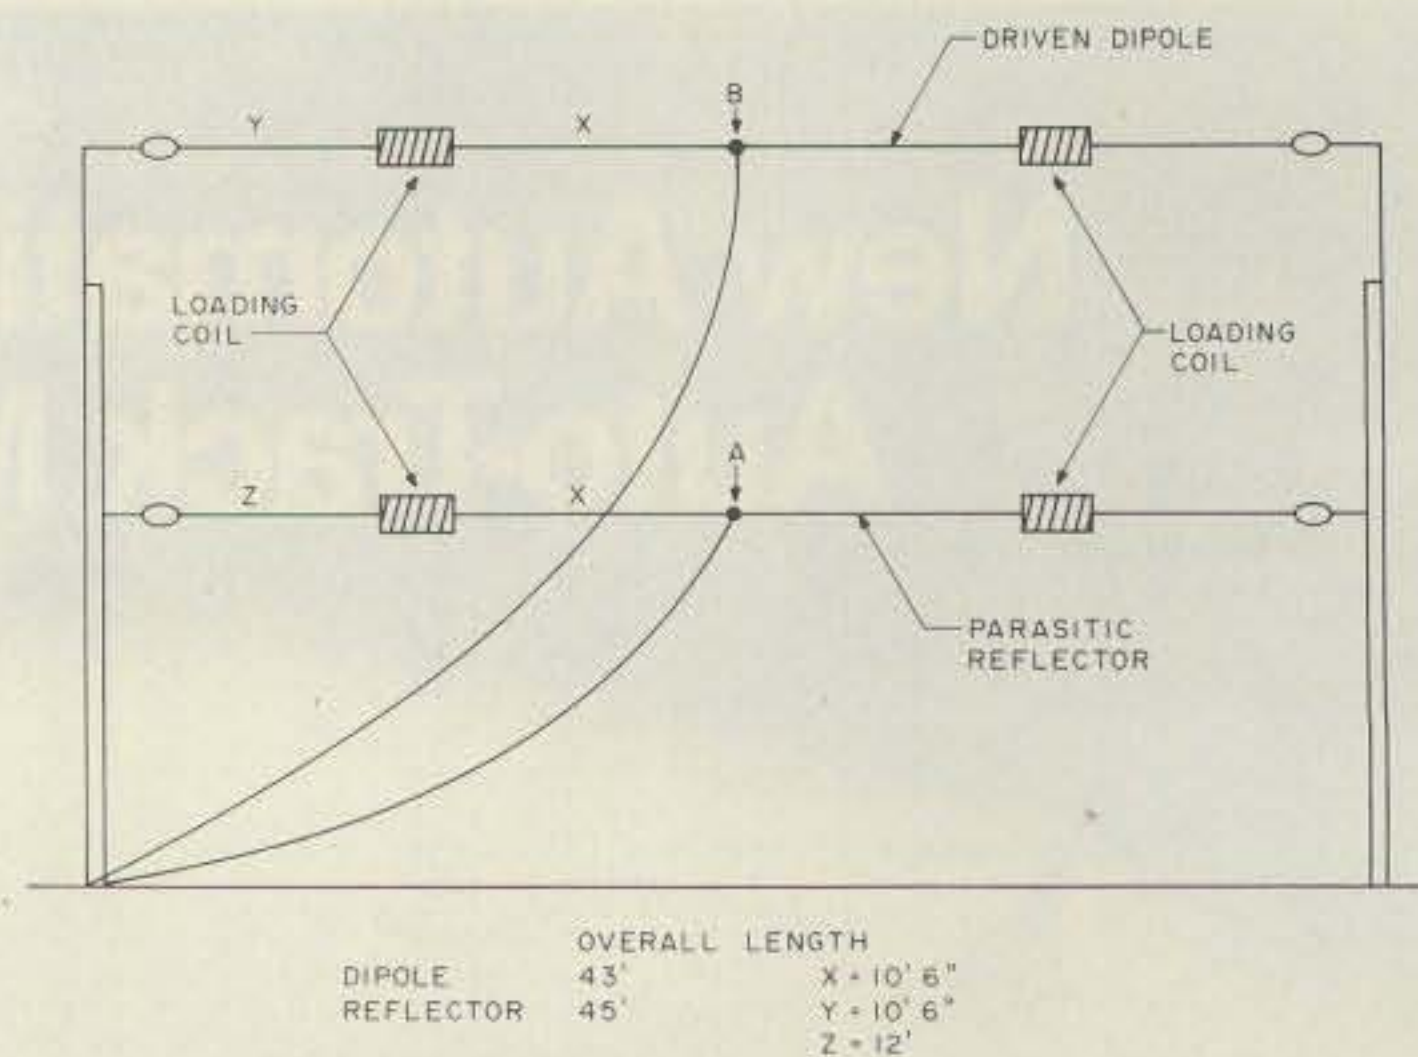 DRIVEN DIPOLE
B
Y
X
LOADING
COIL
LOADING
COIL
A
Z
X
PARASITIC
REFLECTOR
OVERALL LENGTH
DIPOLE 43' X = 10' 6"
REFLECTOR 45' Y = 10' 6"
Z = 12'